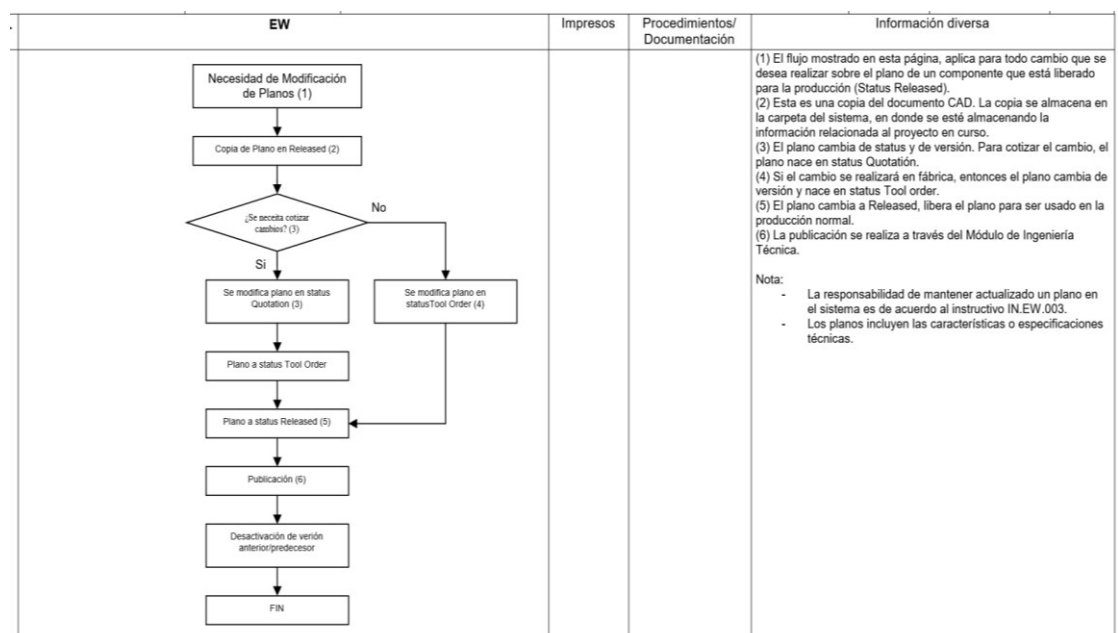 EW
Impresos
Procedimientos/
Documentación
Información diversa
Necesidad de Modificación
de Planos (1)
Copia de Plano en Released (2)
¿Se necesita cotizar
cambios? (3)
No
Si
Se modifica plano en status
Quotation (3)
Se modifica plano en
statusTool Order (4)
Plano a status Tool Order
Plano a status Released (5)
Publicación (6)
Desactivación de verión
anterior/predecesor
FIN
(1) El flujo mostrado en esta página, aplica para todo cambio que se
desea realizar sobre el plano de un componente que está liberado
para la producción (Status Released).
(2) Esta es una copia del documento CAD. La copia se almacena en
la carpeta del sistema, en donde se esté almacenando la
información relacionada al proyecto en curso.
(3) El plano cambia de status y de versión. Para cotizar el cambio, el
plano nace en status Quotatión.
(4) Si el cambio se realizará en fábrica, entonces el plano cambia de
versión y nace en status Tool order.
(5) El plano cambia a Released, libera el plano para ser usado en la
producción normal.
(6) La publicación se realiza a través del Módulo de Ingeniería
Técnica.
Nota:
- La responsabilidad de mantener actualizado un plano en
el sistema es de acuerdo al instructivo IN.EW.003.
- Los planos incluyen las características o especificaciones
técnicas.